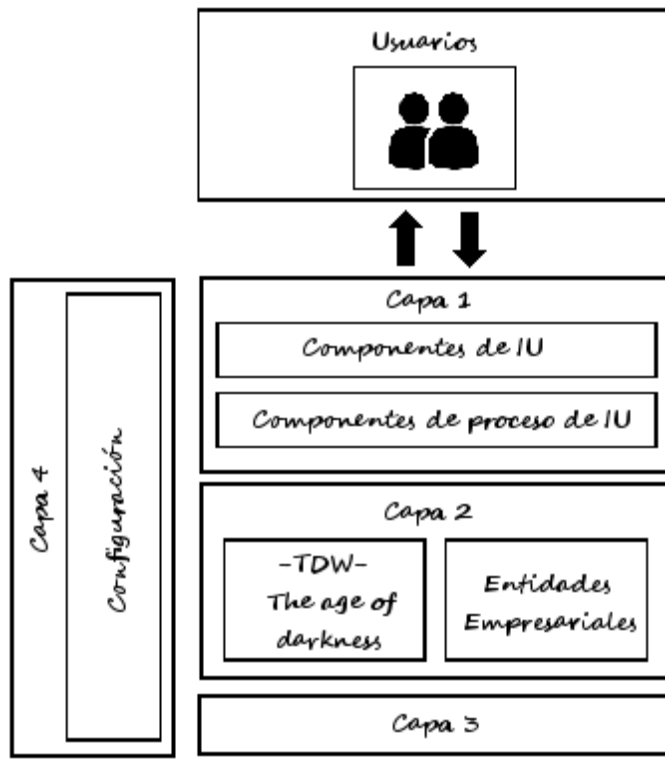 Usuarios
Capa 1
Componentes de IU
Componentes de proceso de IU
Capa 4
Configuración
Capa 2
-TDW-
The age of
darkness
Entidades
Empresariales
Capa 3